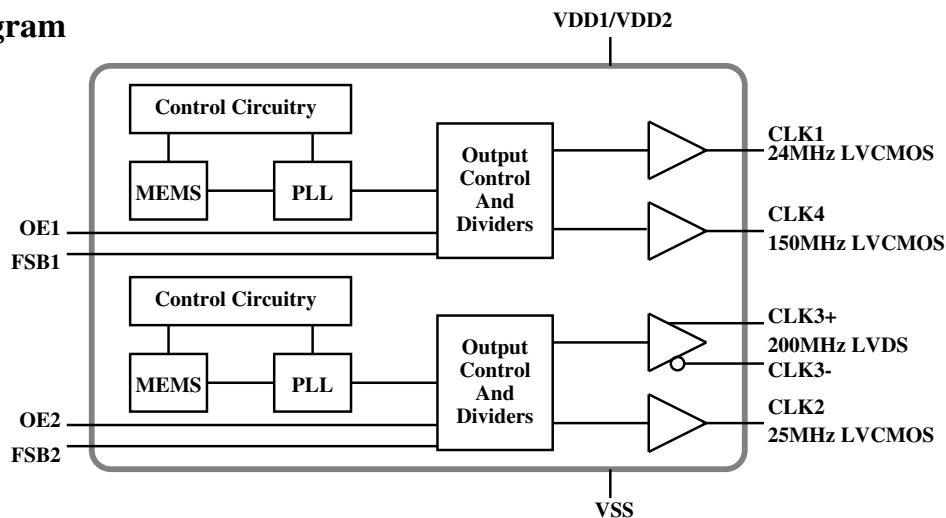 gram
VDD1/VDD2
Control Circuitry
MEMS
PLL
Output
Control
And
Dividers
CLK1
24MHz LVCMOS
CLK4
150MHz LVCMOS
OE1
FSB1
Control Circuitry
MEMS
PLL
Output
Control
And
Dividers
CLK3+
200MHz LVDS
CLK3-
CLK2
25MHz LVCMOS
OE2
FSB2
VSS